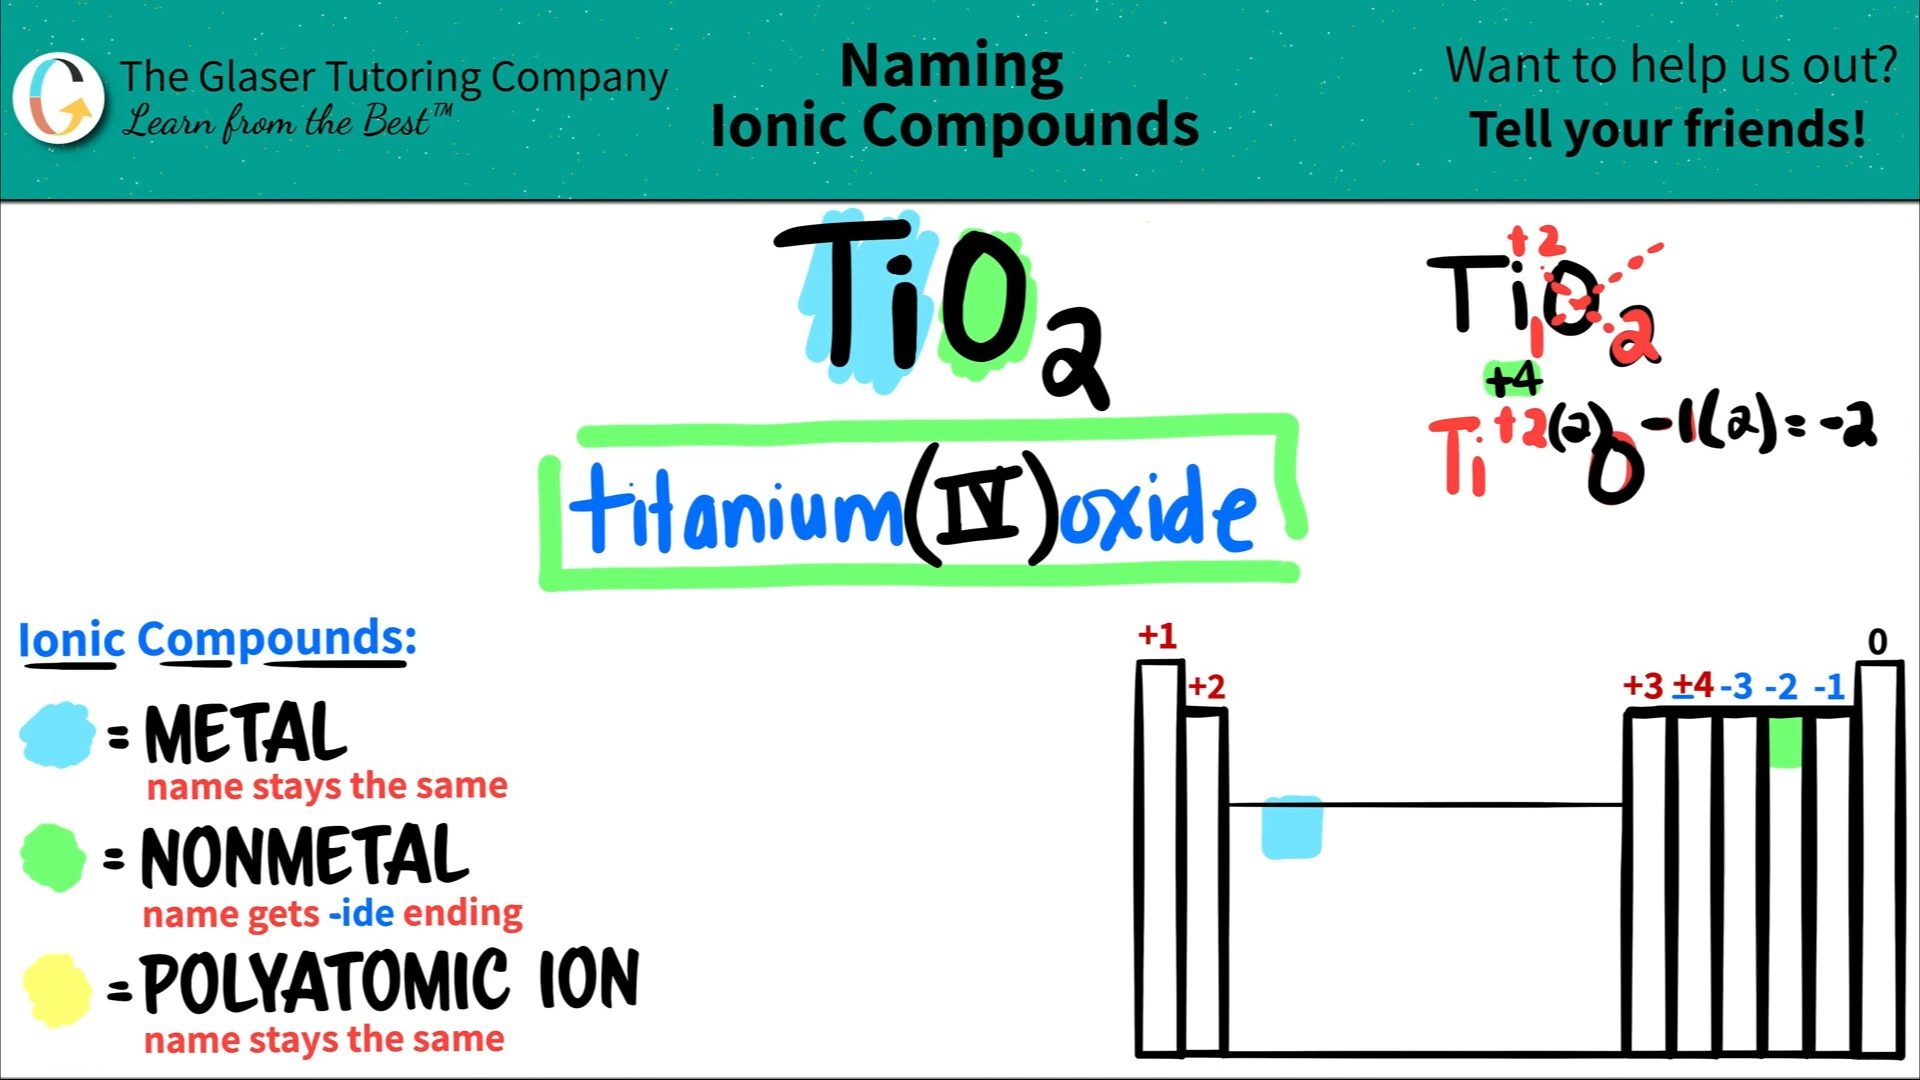 The Glaser Tutoring Company
Learn from the Best™
Naming
Ionic Compounds
Want to help us out?
Tell your friends!
TiO₂
titanium (IV) oxide
+2
TiO
1 2
+4
Ti +2(2) O -1(2) = -2
Ionic Compounds:
= METAL
name stays the same
= NONMETAL
name gets -ide ending
= POLYATOMIC ION
name stays the same
+1
+2
+3 ±4 -3 -2 -1
0